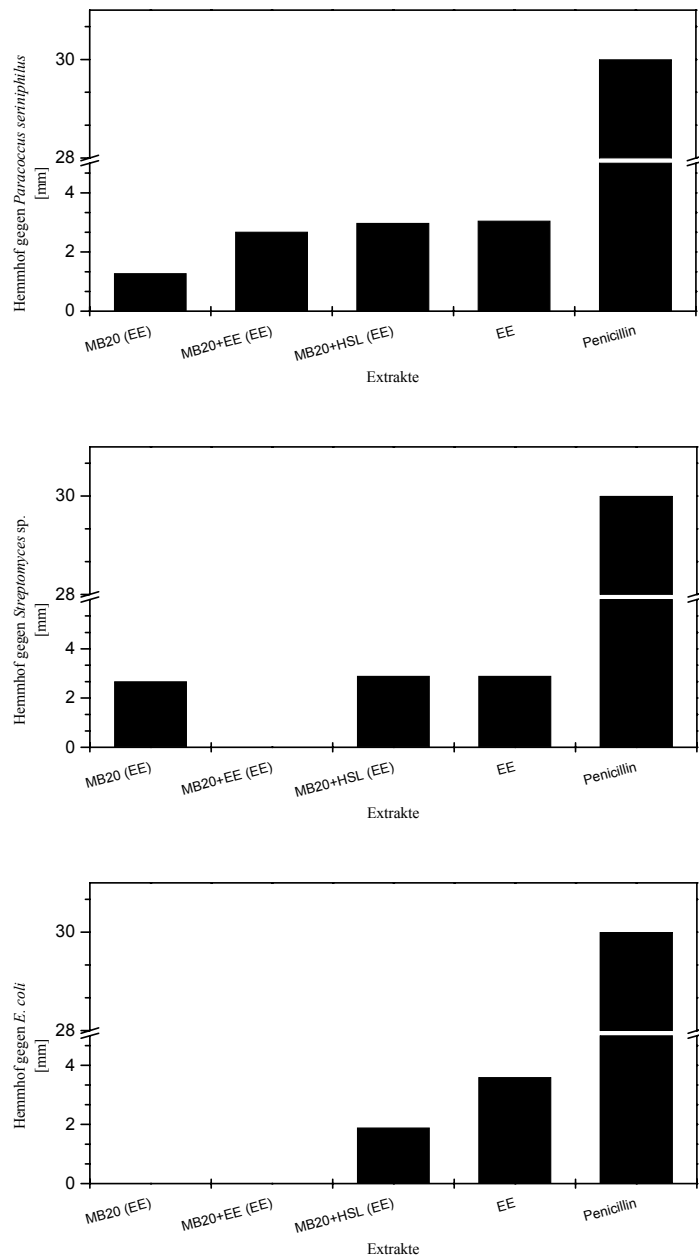 Hemmhof gegen Paracoccus seriniphilus
[mm]
30
28
4
2
0
MB20 (EE)
MB20+EE (EE)
MB20+HSL (EE)
EE
Penicillin
Extrakte
Hemmhof gegen Streptomyces sp.
[mm]
30
28
4
2
0
MB20 (EE)
MB20+EE (EE)
MB20+HSL (EE)
EE
Penicillin
Extrakte
Hemmhof gegen E. coli
[mm]
30
28
4
2
0
MB20 (EE)
MB20+EE (EE)
MB20+HSL (EE)
EE
Penicillin
Extrakte